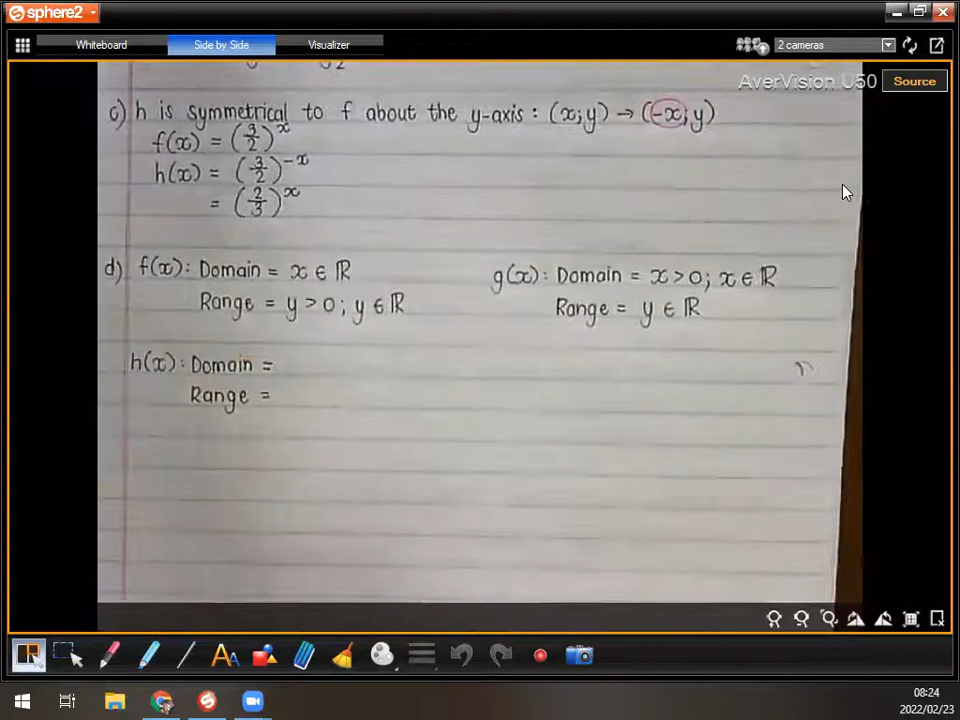 sphere2
Whiteboard
Side by Side
Visualizer
2 cameras
AverVision U50
Source
c) h is symmetrical to f about the y-axis : (x;y) → (-x;y)
f(x) = (3/2)^x
h(x) = (3/2)^-x
= (2/3)^x
d) f(x): Domain = x ∈ ℝ
Range = y > 0 ; y ∈ ℝ
g(x): Domain = x > 0; x ∈ ℝ
Range = y ∈ ℝ
h(x): Domain =
Range =
08:24
2022/02/23